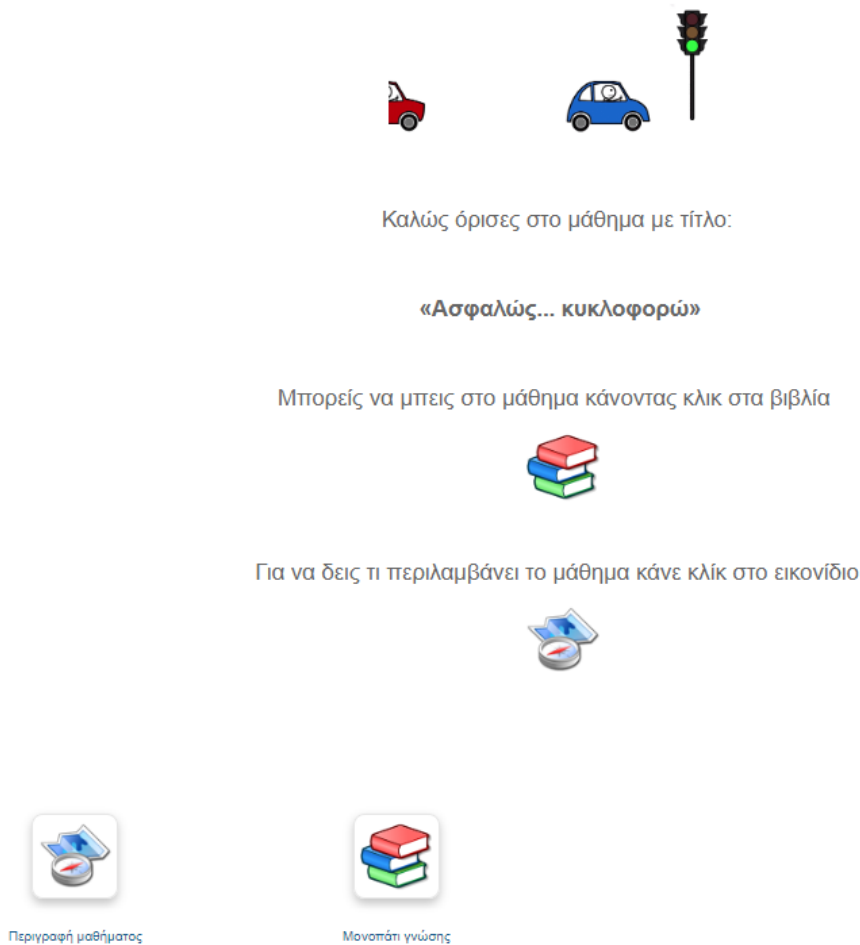 Καλώς όρισες στο μάθημα με τίτλο:
«Ασφαλώς... κυκλοφορώ»
Μπορείς να μπεις στο μάθημα κάνοντας κλικ στα βιβλία
Για να δεις τι περιλαμβάνει το μάθημα κάνε κλίκ στο εικονίδιο
Περιγραφή μαθήματος
Μονοπάτι γνώσης